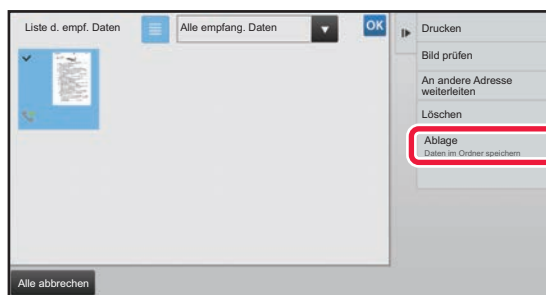 Liste d. empf. Daten
Alle empfang. Daten
OK
Drucken
Bild prüfen
An andere Adresse
weiterleiten
Löschen
Ablage
Daten im Ordner speichern
Alle abbrechen